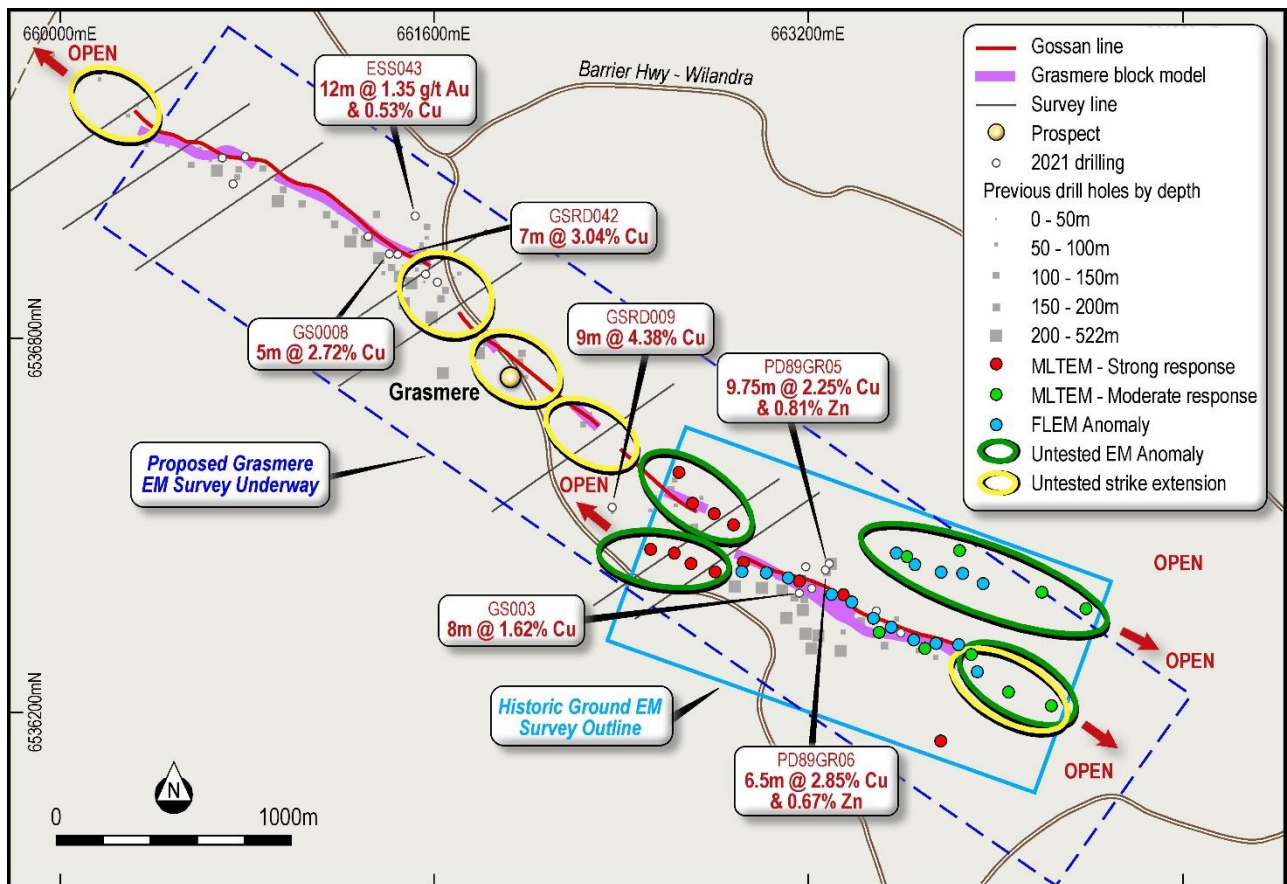 660000mE
661600mE
663200mE
OPEN
ESS043
12m @ 1.35 g/t Au
& 0.53% Cu
Barrier Hwy - Wilandra
GSRD042
7m @ 3.04% Cu
GS0008
5m @ 2.72% Cu
GSRD009
9m @ 4.38% Cu
PD89GR05
9.75m @ 2.25% Cu
& 0.81% Zn
6536800mN
Grasmere
Proposed Grasmere
EM Survey Underway
OPEN
OPEN
GS003
8m @ 1.62% Cu
OPEN
6536200mN
Historic Ground EM
Survey Outline
PD89GR06
6.5m @ 2.85% Cu
& 0.67% Zn
OPEN
N
0 1000m
Gossan line
Grasmere block model
Survey line
Prospect
2021 drilling
Previous drill holes by depth
0 - 50m
50 - 100m
100 - 150m
150 - 200m
200 - 522m
MLTEM - Strong response
MLTEM - Moderate response
FLEM Anomaly
Untested EM Anomaly
Untested strike extension